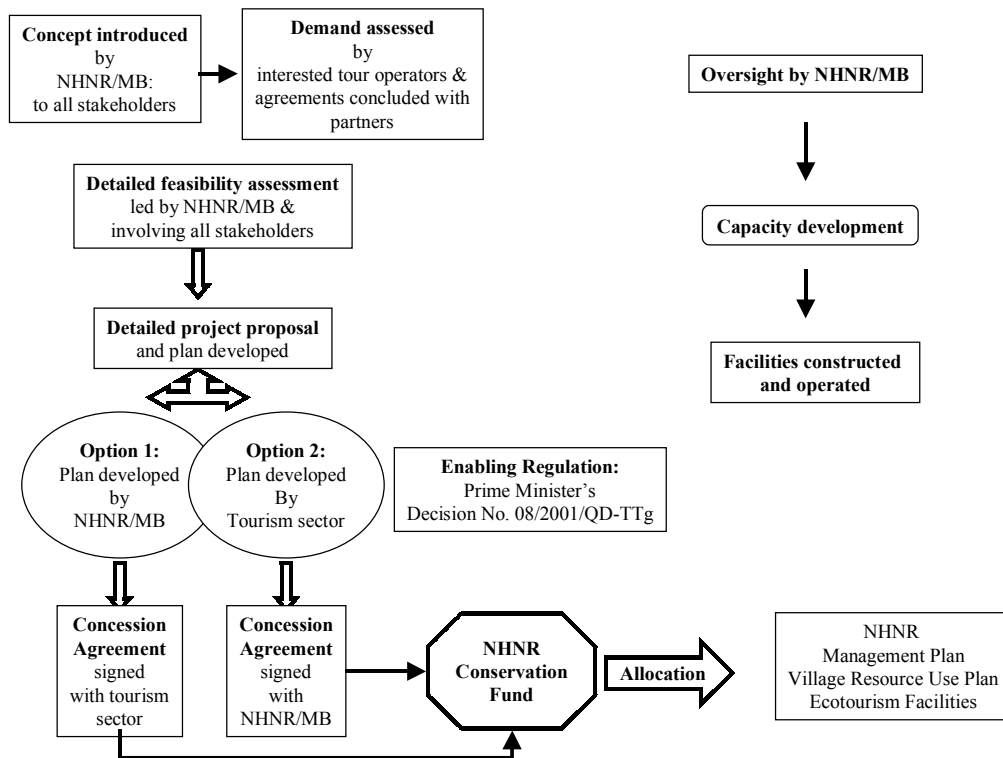 Concept introduced
by
NHNR/MB:
to all stakeholders
Demand assessed
by
interested tour operators &
agreements concluded with
partners
Oversight by NHNR/MB
Detailed feasibility assessment
led by NHNR/MB &
involving all stakeholders
Capacity development
Detailed project proposal
and plan developed
Facilities constructed
and operated
Option 1:
Plan developed
by
NHNR/MB
Option 2:
Plan developed
By
Tourism sector
Enabling Regulation:
Prime Minister’s
Decision No. 08/2001/QD-TTg
Concession
Agreement
signed
with tourism
sector
Concession
Agreement
signed
with
NHNR/MB
NHNR
Conservation
Fund
Allocation
NHNR
Management Plan
Village Resource Use Plan
Ecotourism Facilities